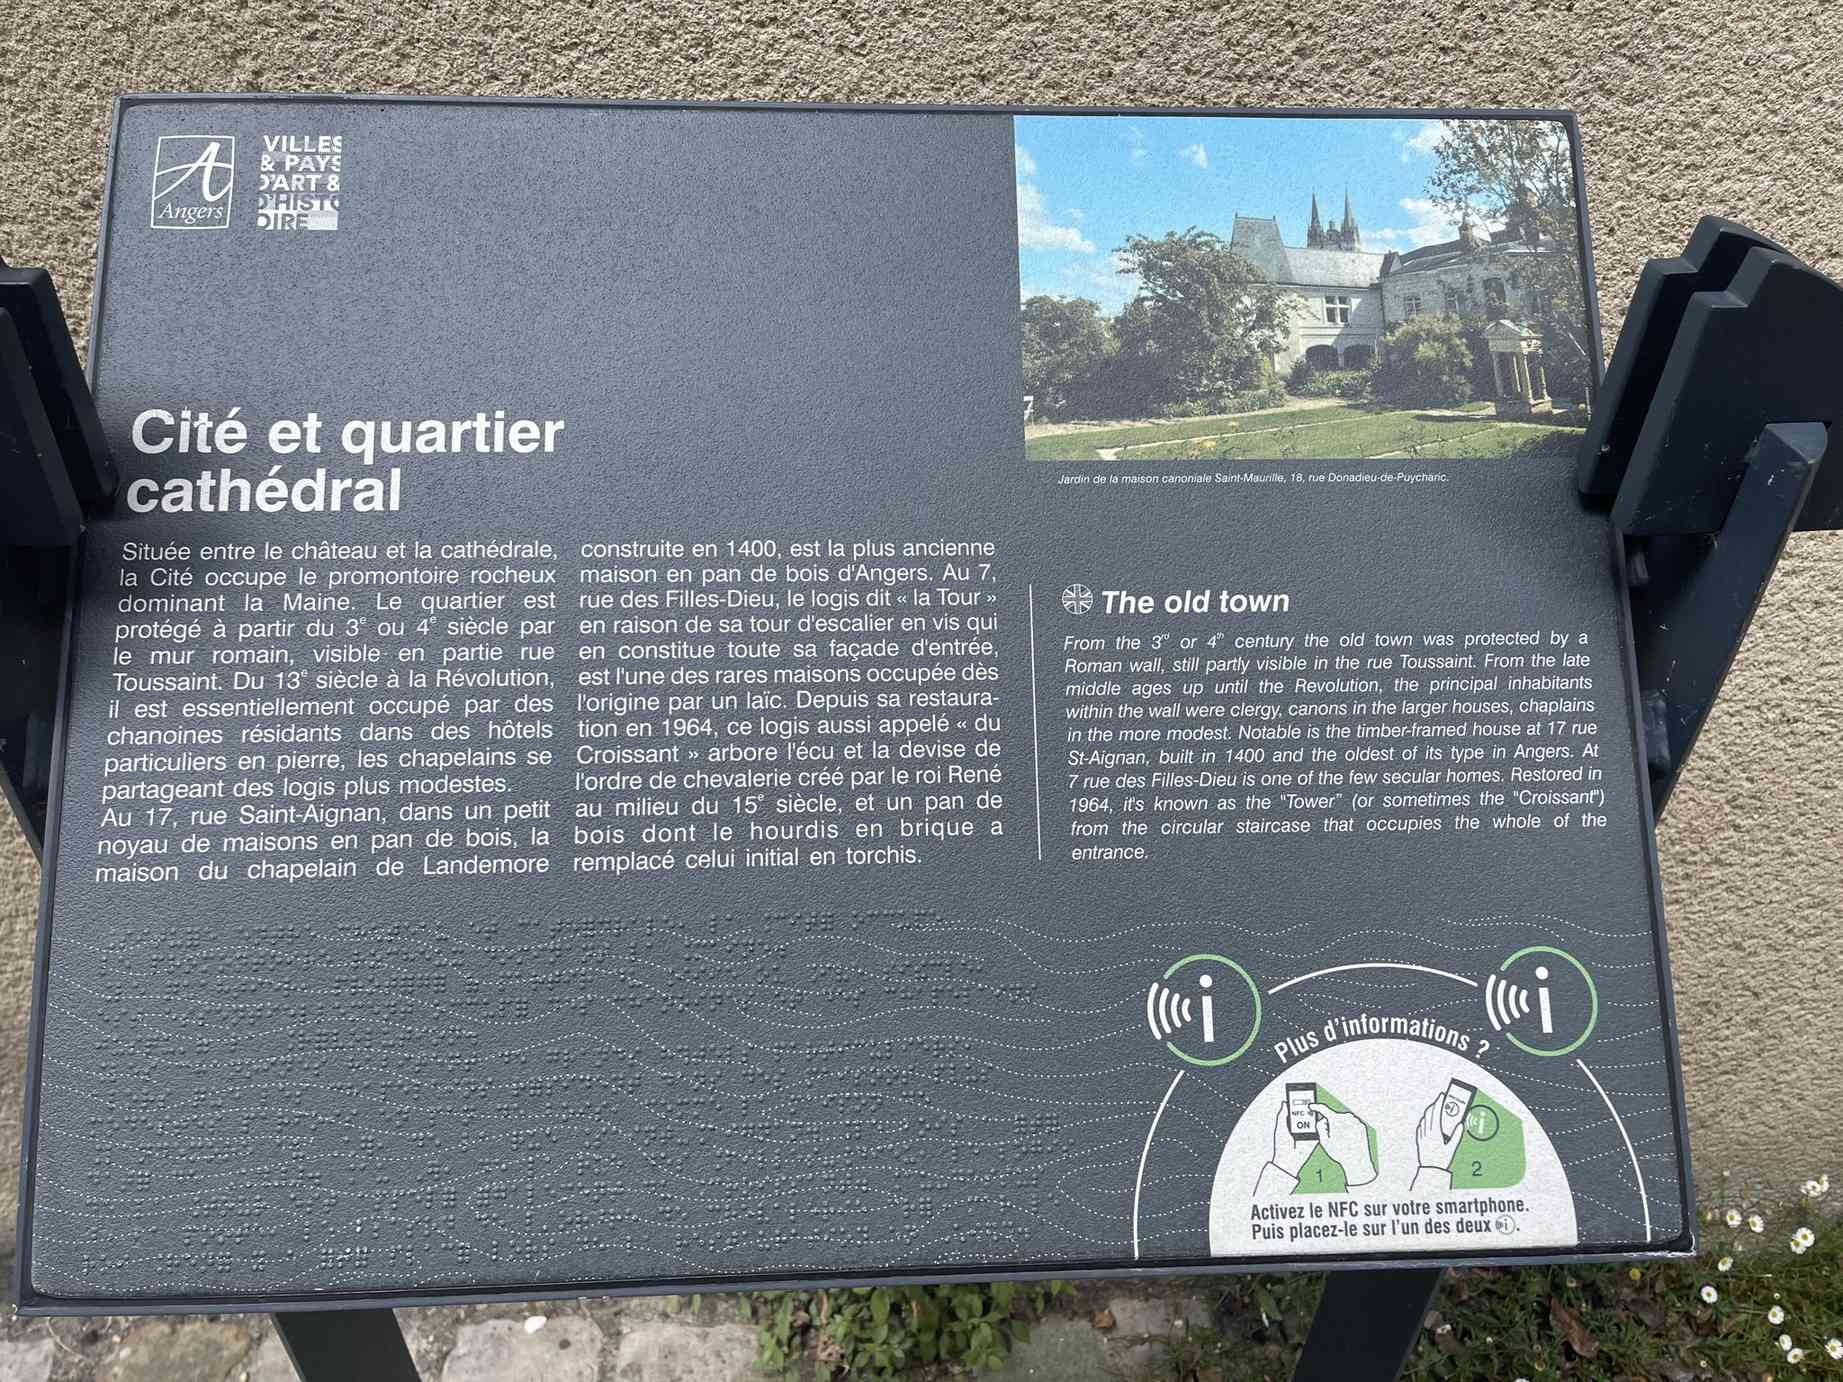 Angers
VILLES
& PAYS
D'ART &
D'HISTO
OIRE
Cité et quartier
cathédral
Située entre le château et la cathédrale,
la Cité occupe le promontoire rocheux
dominant la Maine. Le quartier est
protégé à partir du 3e ou 4e siècle par
le mur romain, visible en partie rue
Toussaint. Du 13e siècle à la Révolution,
il est essentiellement occupé par des
chanoines résidants dans des hôtels
particuliers en pierre, les chapelains se
partageant des logis plus modestes.
Au 17, rue Saint-Aignan, dans un petit
noyau de maisons en pan de bois, la
maison du chapelain de Landemore
construite en 1400, est la plus ancienne
maison en pan de bois d'Angers. Au 7,
rue des Filles-Dieu, le logis dit « la Tour »
en raison de sa tour d'escalier en vis qui
en constitue toute sa façade d'entrée,
est l'une des rares maisons occupée dès
l'origine par un laïc. Depuis sa restaura-
tion en 1964, ce logis aussi appelé « du
Croissant » arbore l'écu et la devise de
l'ordre de chevalerie créé par le roi René
au milieu du 15e siècle, et un pan de
bois dont le hourdis en brique a
remplacé celui initial en torchis.
Jardin de la maison canoniale Saint-Maurille, 18, rue Donadieu-de-Puycharic.
The old town
From the 3rd or 4th century the old town was protected by a
Roman wall, still partly visible in the rue Toussaint. From the late
middle ages up until the Revolution, the principal inhabitants
within the wall were clergy, canons in the larger houses, chaplains
in the more modest. Notable is the timber-framed house at 17 rue
St-Aignan, built in 1400 and the oldest of its type in Angers. At
7 rue des Filles-Dieu is one of the few secular homes. Restored in
1964, it's known as the "Tower" (or sometimes the "Croissant")
from the circular staircase that occupies the whole of the
entrance.
i
i
Plus d'informations ?
NFC
ON
1
i
2
Activez le NFC sur votre smartphone.
Puis placez-le sur l'un des deux i.